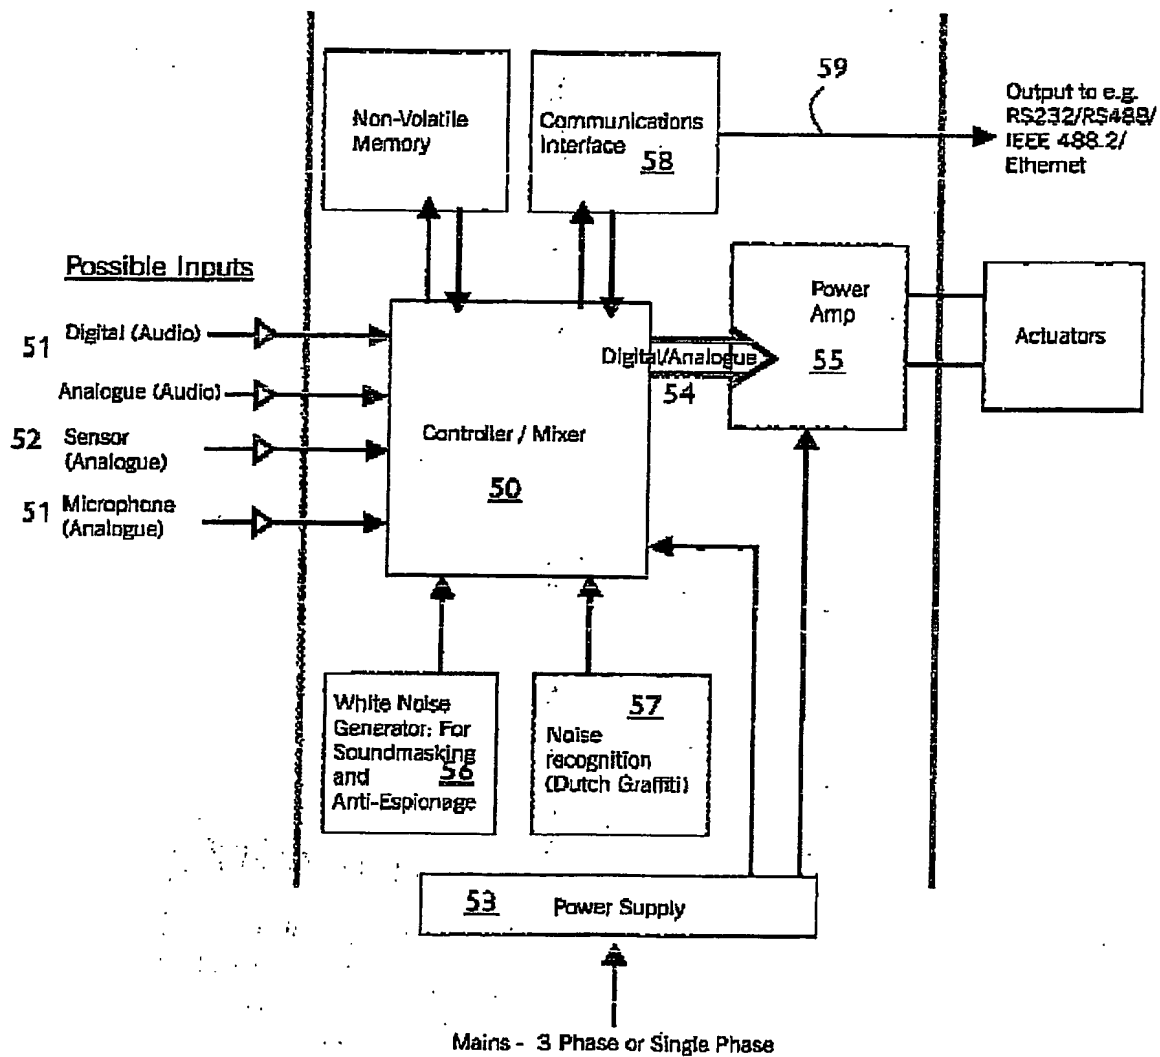 Non-Volatile
Memory
Communications
Interface
58
59
Output to e.g.
RS232/RS488/
IEEE 488.2/
Ethernet
Possible Inputs
51
Digital (Audio)
Analogue (Audio)
52
Sensor
(Analogue)
51
Microphone
(Analogue)
Controller / Mixer
50
Digital/Analogue
54
Power
Amp
55
Actuators
White Noise
Generator: For
Soundmasking
and
56
Anti-Espionage
57
Noise
recognition
(Dutch Graffiti)
53
Power Supply
Mains - 3 Phase or Single Phase